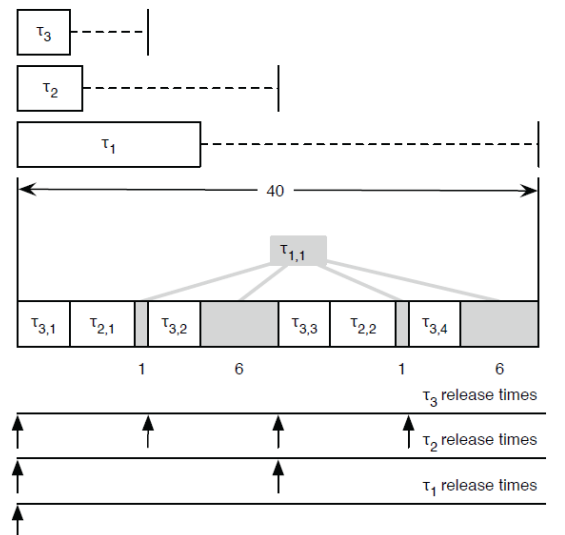 τ3
τ2
τ1
40
τ1,1
τ3,1 τ2,1 τ3,2 τ3,3 τ2,2 τ3,4
1 6 1 6
τ3 release times
τ2 release times
τ1 release times